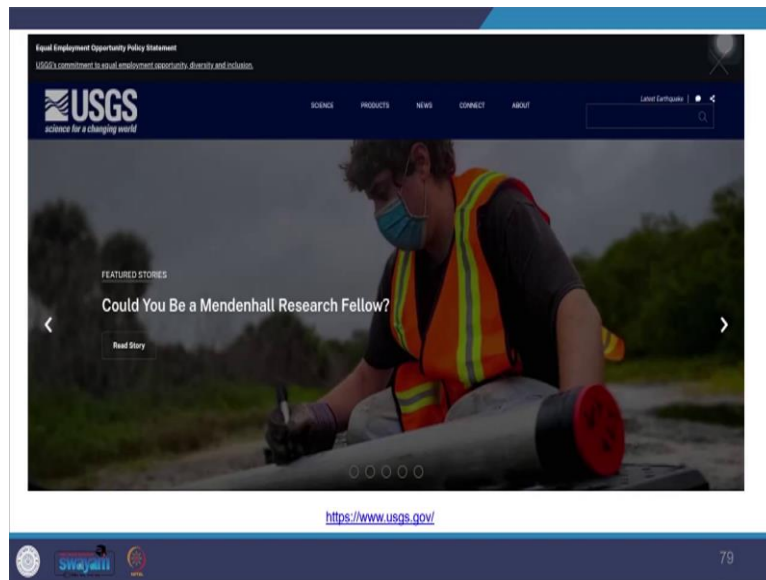 Equal Employment Opportunity Policy Statement
USGS's commitment to equal employment opportunity, diversity and inclusion.
USGS
science for a changing world
SCIENCE PRODUCTS NEWS CONNECT ABOUT
Latest Earthquake
FEATURED STORIES
Could You Be a Mendenhall Research Fellow?
Read Story
https://www.usgs.gov/
swayam
79